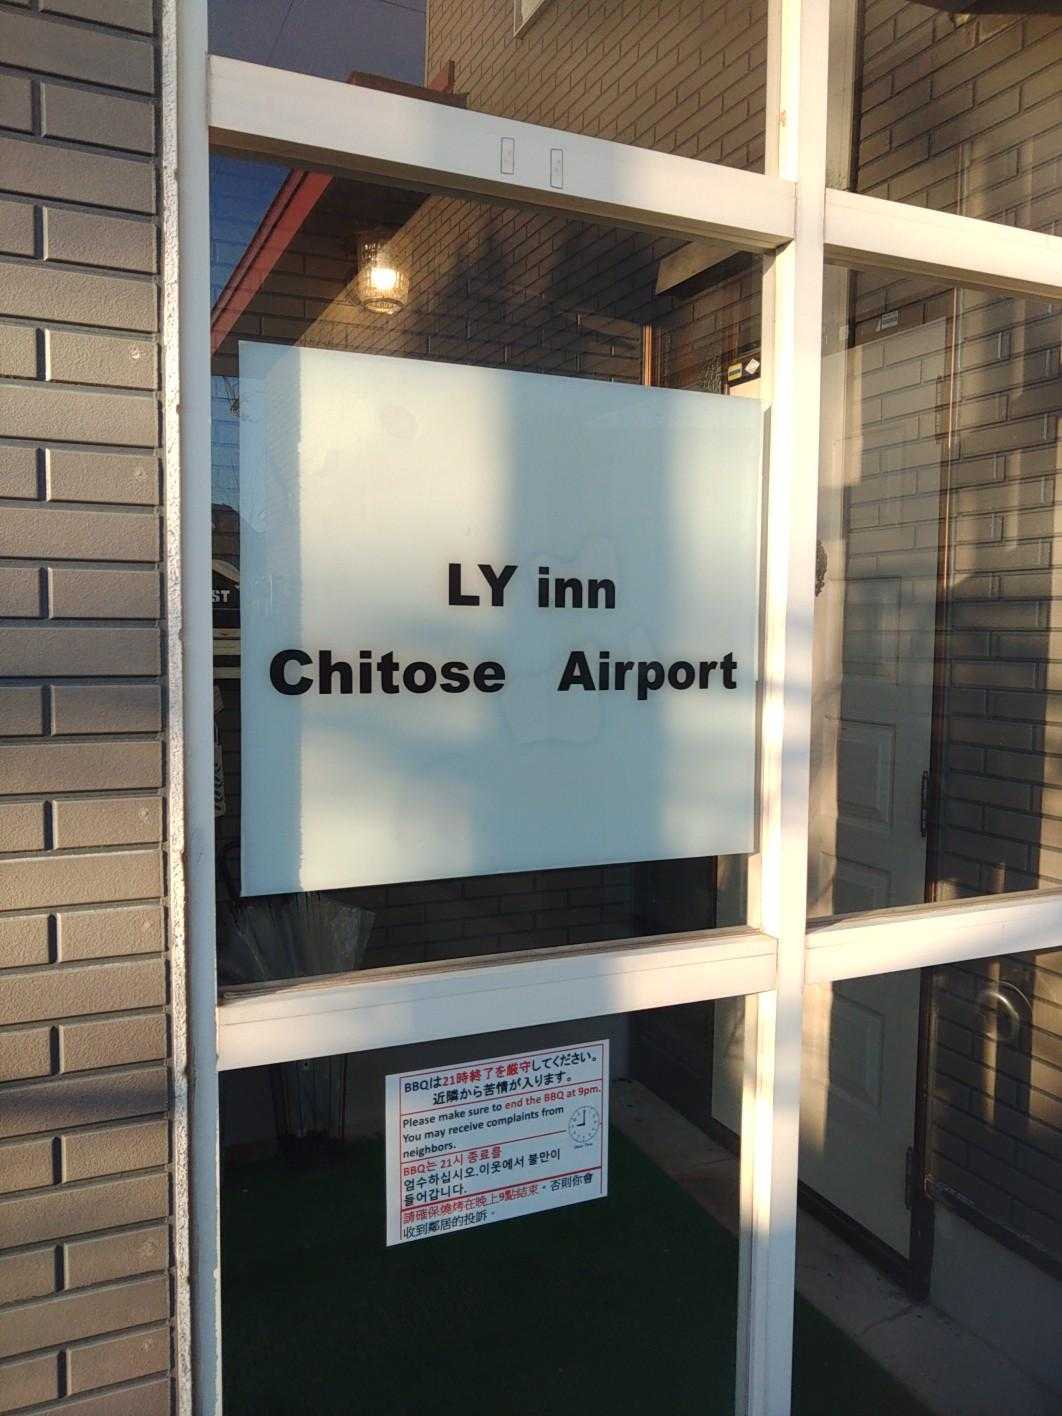 LY inn
Chitose Airport
ST
BBQは21時終了を厳守してください。
近隣から苦情が入ります。
Please make sure to end the BBQ at 9pm.
You may receive complaints from
neighbors.
BBQ는 21시 종료를
엄수하십시오.이웃에서 불만이
들어갑니다.
請確保燒烤在晚上9點結束。否則你會
收到鄰居的投訴。